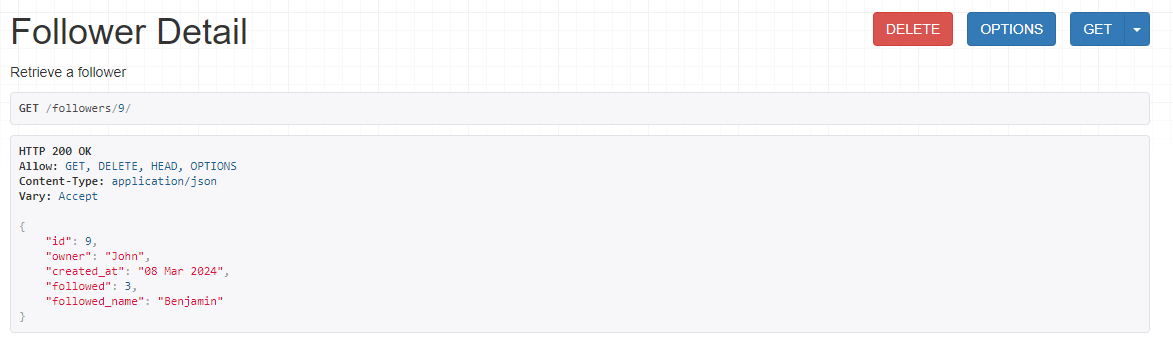 Follower Detail
DELETE OPTIONS GET
Retrieve a follower
GET /followers/9/
HTTP 200 OK
Allow: GET, DELETE, HEAD, OPTIONS
Content-Type: application/json
Vary: Accept
{
    "id": 9,
    "owner": "John",
    "created_at": "08 Mar 2024",
    "followed": 3,
    "followed_name": "Benjamin"
}